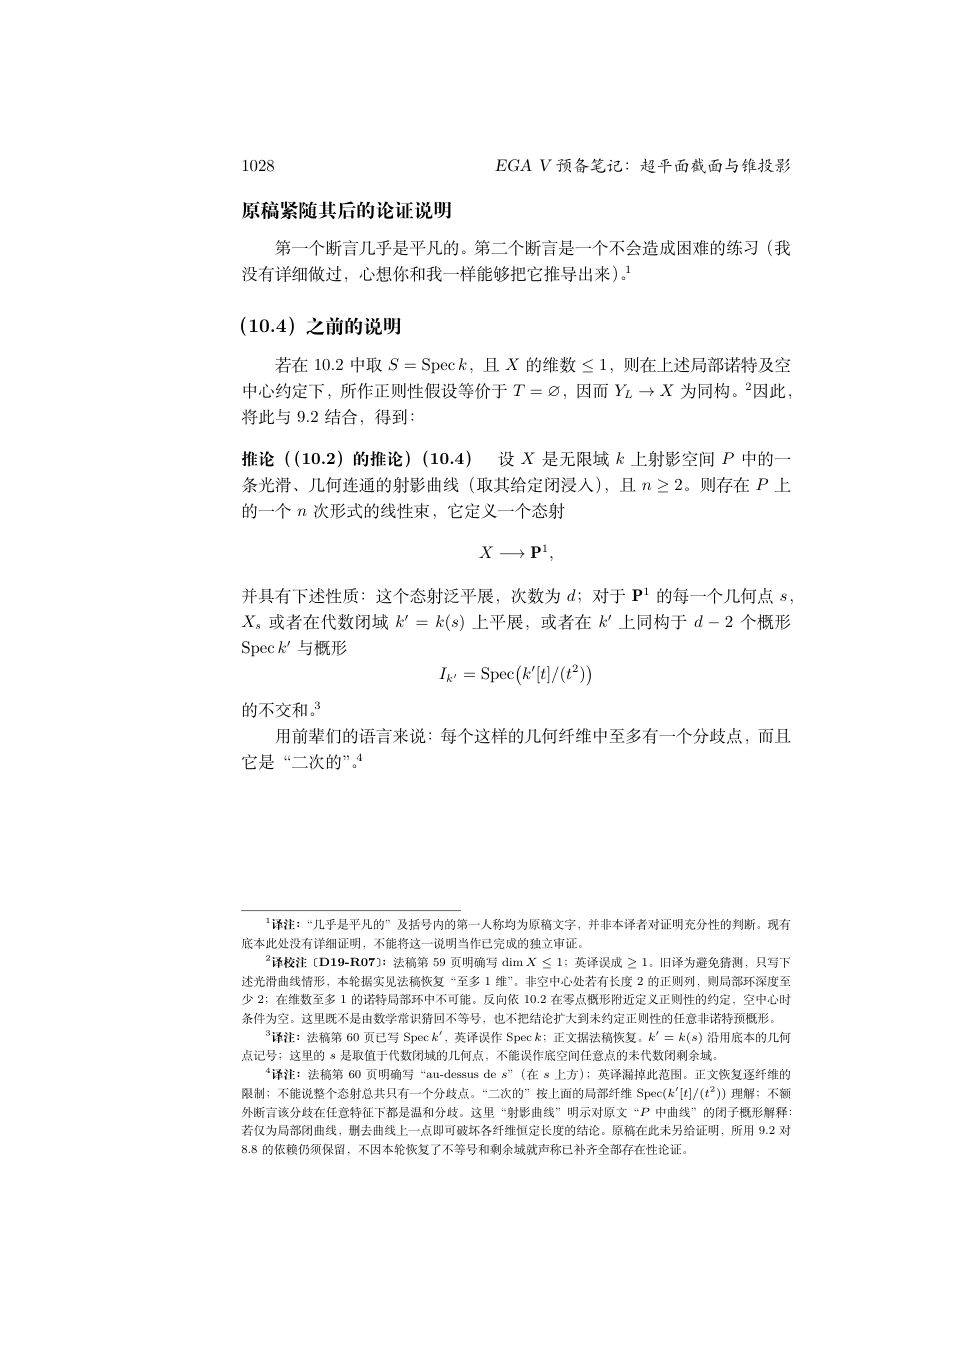 1028 EGA V 预备笔记：超平面截面与锥投影
原稿紧随其后的论证说明
第一个断言几乎是平凡的。第二个断言是一个不会造成困难的练习（我
没有详细做过，心想你和我一样能够把它推导出来）。¹
（10.4）之前的说明
若在 10.2 中取 S = Spec k，且 X 的维数 ≤ 1，则在上述局部诺特及空
中心约定下，所作正则性假设等价于 T = ∅，因而 Y_L → X 为同构。²因此，
将此与 9.2 结合，得到：
推论（（10.2）的推论）（10.4） 设 X 是无限域 k 上射影空间 P 中的一
条光滑、几何连通的射影曲线（取其给定闭浸入），且 n ≥ 2。则存在 P 上
的一个 n 次形式的线性束，它定义一个态射
X ⟶ P¹,
并具有下述性质：这个态射泛平展，次数为 d；对于 P¹ 的每一个几何点 s，
X_s 或者在代数闭域 k′ = k(s) 上平展，或者在 k′ 上同构于 d − 2 个概形
Spec k′ 与概形
I_{k′} = Spec(k′[t]/(t²))
的不交和。³
用前辈们的语言来说：每个这样的几何纤维中至多有一个分歧点，而且
它是“二次的”。⁴
¹译注：“几乎是平凡的”及括号内的第一人称均为原稿文字，并非本译者对证明充分性的判断。现有
底本此处没有详细证明，不能将这一说明当作已完成的独立审证。
²译校注〔D19-R07〕：法稿第 59 页明确写 dim X ≤ 1；英译误成 ≥ 1。旧译为避免猜测，只写下
述光滑曲线情形，本轮据实见法稿恢复“至多 1 维”。非空中心处若有长度 2 的正则列，则局部环深度至
少 2；在维数至多 1 的诺特局部环中不可能。反向依 10.2 在零点概形附近定义正则性的约定，空中心时
条件为空。这里既不是由数学常识猜回不等号，也不把结论扩大到未约定正则性的任意非诺特预概形。
³译注：法稿第 60 页已写 Spec k′，英译误作 Spec k；正文据法稿恢复。k′ = k(s) 沿用底本的几何
点记号；这里的 s 是取值于代数闭域的几何点，不能误作底空间任意点的未代数闭剩余域。
⁴译注：法稿第 60 页明确写 “au-dessus de s”（在 s 上方）；英译漏掉此范围。正文恢复逐纤维的
限制；不能说整个态射总共只有一个分歧点。“二次的”按上面的局部纤维 Spec(k′[t]/(t²)) 理解；不额
外断言该分歧在任意特征下都是温和分歧。这里“射影曲线”明示对原文“P 中曲线”的闭子概形解释：
若仅为局部闭曲线，删去曲线上一点即可破坏各纤维恒定长度的结论。原稿在此未另给证明，所用 9.2 对
8.8 的依赖仍须保留，不因本轮恢复了不等号和剩余域就声称已补齐全部存在性论证。